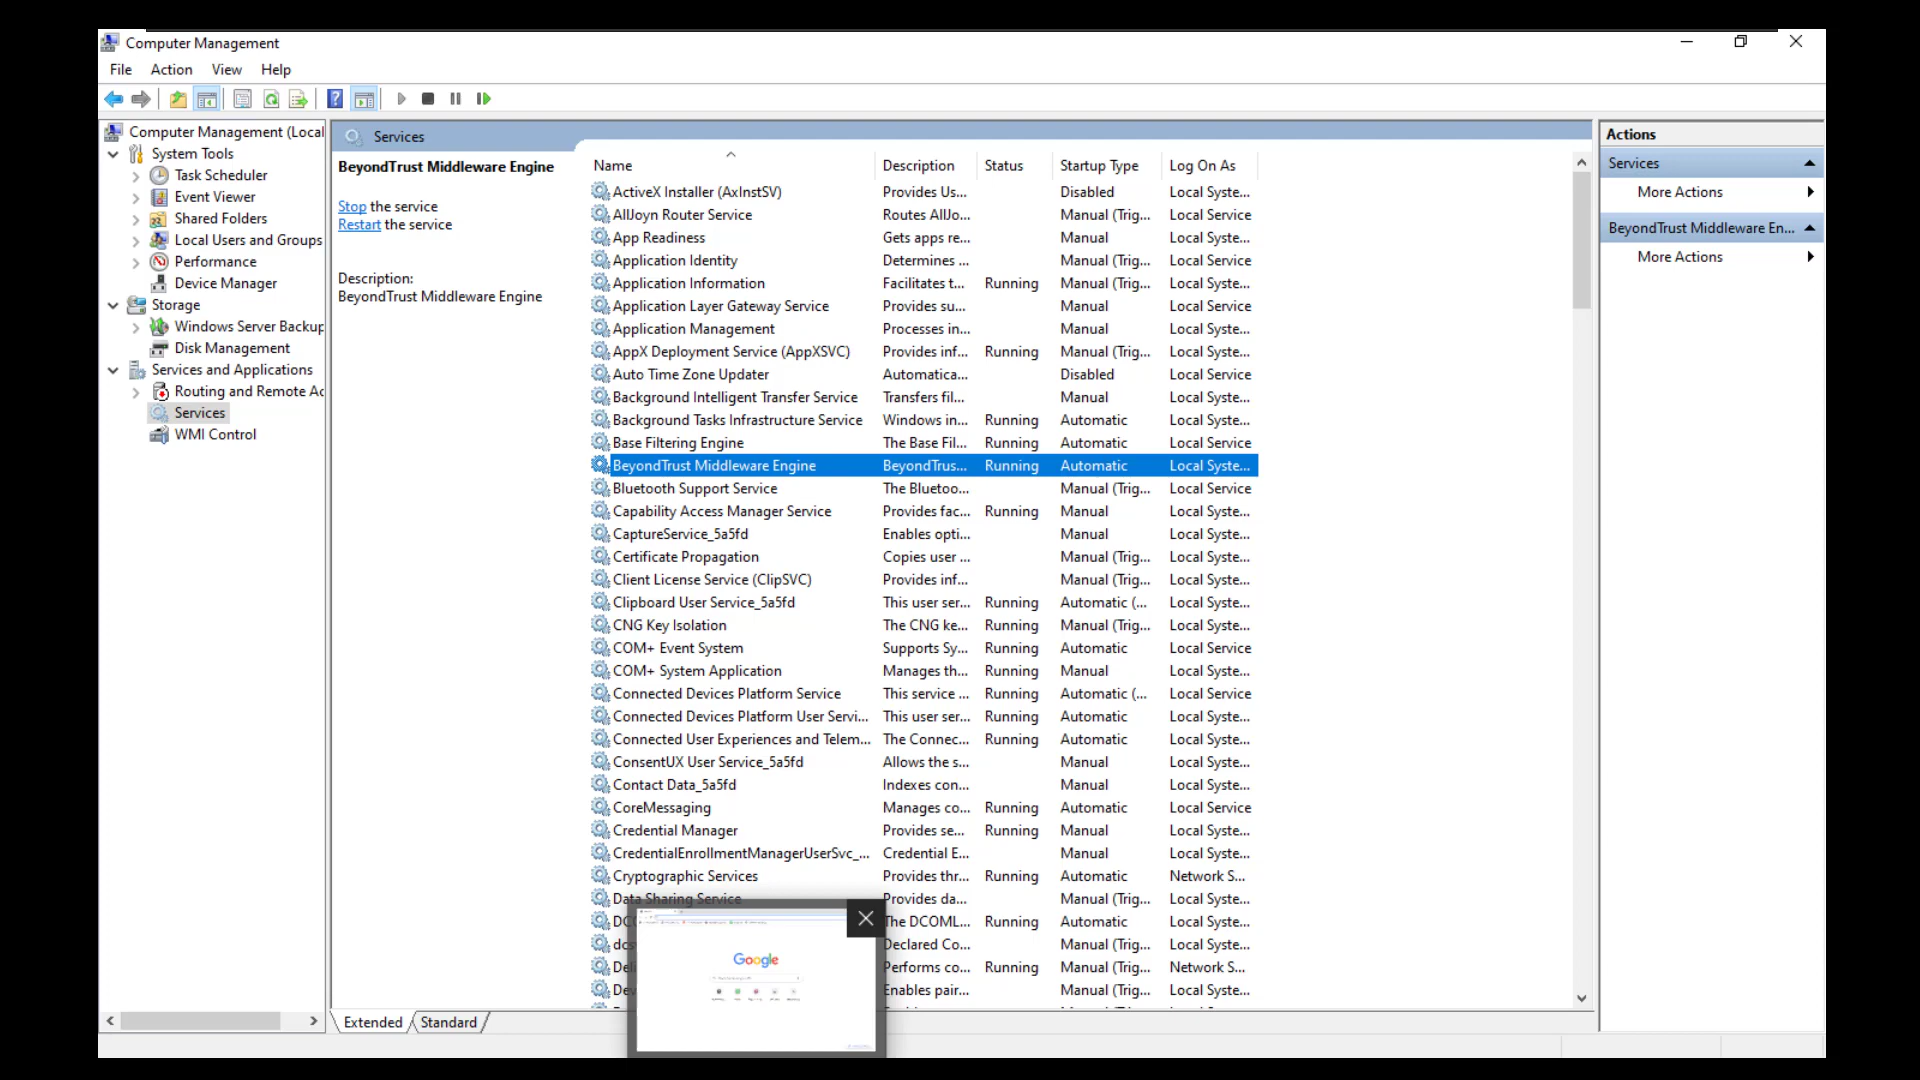 Computer Management
File Action View Help
Computer Management (Local
System Tools
Task Scheduler
Event Viewer
Shared Folders
Local Users and Groups
Performance
Device Manager
Storage
Windows Server Backup
Disk Management
Services and Applications
Routing and Remote Ac
Services
WMI Control
Services
BeyondTrust Middleware Engine
Stop the service
Restart the service
Description:
BeyondTrust Middleware Engine
Name Description Status Startup Type Log On As
ActiveX Installer (AxInstSV) Provides Us... Disabled Local Syste...
AllJoyn Router Service Routes AllJo... Manual (Trig... Local Service
App Readiness Gets apps re... Manual Local Syste...
Application Identity Determines ... Manual (Trig... Local Service
Application Information Facilitates t... Running Manual (Trig... Local Syste...
Application Layer Gateway Service Provides su... Manual Local Service
Application Management Processes in... Manual Local Syste...
AppX Deployment Service (AppXSVC) Provides inf... Running Manual (Trig... Local Syste...
Auto Time Zone Updater Automatica... Disabled Local Service
Background Intelligent Transfer Service Transfers fil... Manual Local Syste...
Background Tasks Infrastructure Service Windows in... Running Automatic Local Syste...
Base Filtering Engine The Base Fil... Running Automatic Local Service
BeyondTrust Middleware Engine BeyondTrus... Running Automatic Local Syste...
Bluetooth Support Service The Bluetoo... Manual (Trig... Local Service
Capability Access Manager Service Provides fac... Running Manual Local Syste...
CaptureService_5a5fd Enables opti... Manual Local Syste...
Certificate Propagation Copies user ... Manual (Trig... Local Syste...
Client License Service (ClipSVC) Provides inf... Manual (Trig... Local Syste...
Clipboard User Service_5a5fd This user ser... Running Automatic (... Local Syste...
CNG Key Isolation The CNG ke... Running Manual (Trig... Local Syste...
COM+ Event System Supports Sy... Running Automatic Local Service
COM+ System Application Manages th... Running Manual Local Syste...
Connected Devices Platform Service This service ... Running Automatic (... Local Service
Connected Devices Platform User Servi... This user ser... Running Automatic Local Syste...
Connected User Experiences and Telem... The Connec... Running Automatic Local Syste...
ConsentUX User Service_5a5fd Allows the s... Manual Local Syste...
Contact Data_5a5fd Indexes con... Manual Local Syste...
CoreMessaging Manages co... Running Automatic Local Service
Credential Manager Provides se... Running Manual Local Syste...
CredentialEnrollmentManagerUserSvc_... Credential E... Manual Local Syste...
Cryptographic Services Provides thr... Running Automatic Network S...
Data Sharing Service Provides da... Manual (Trig... Local Syste...
DC The DCOML... Running Automatic Local Syste...
dcs Declared Co... Manual (Trig... Local Syste...
Deli Performs co... Running Manual (Trig... Network S...
Dev Enables pair... Manual (Trig... Local Syste...
Google
Extended Standard
Actions
Services
More Actions
BeyondTrust Middleware En...
More Actions